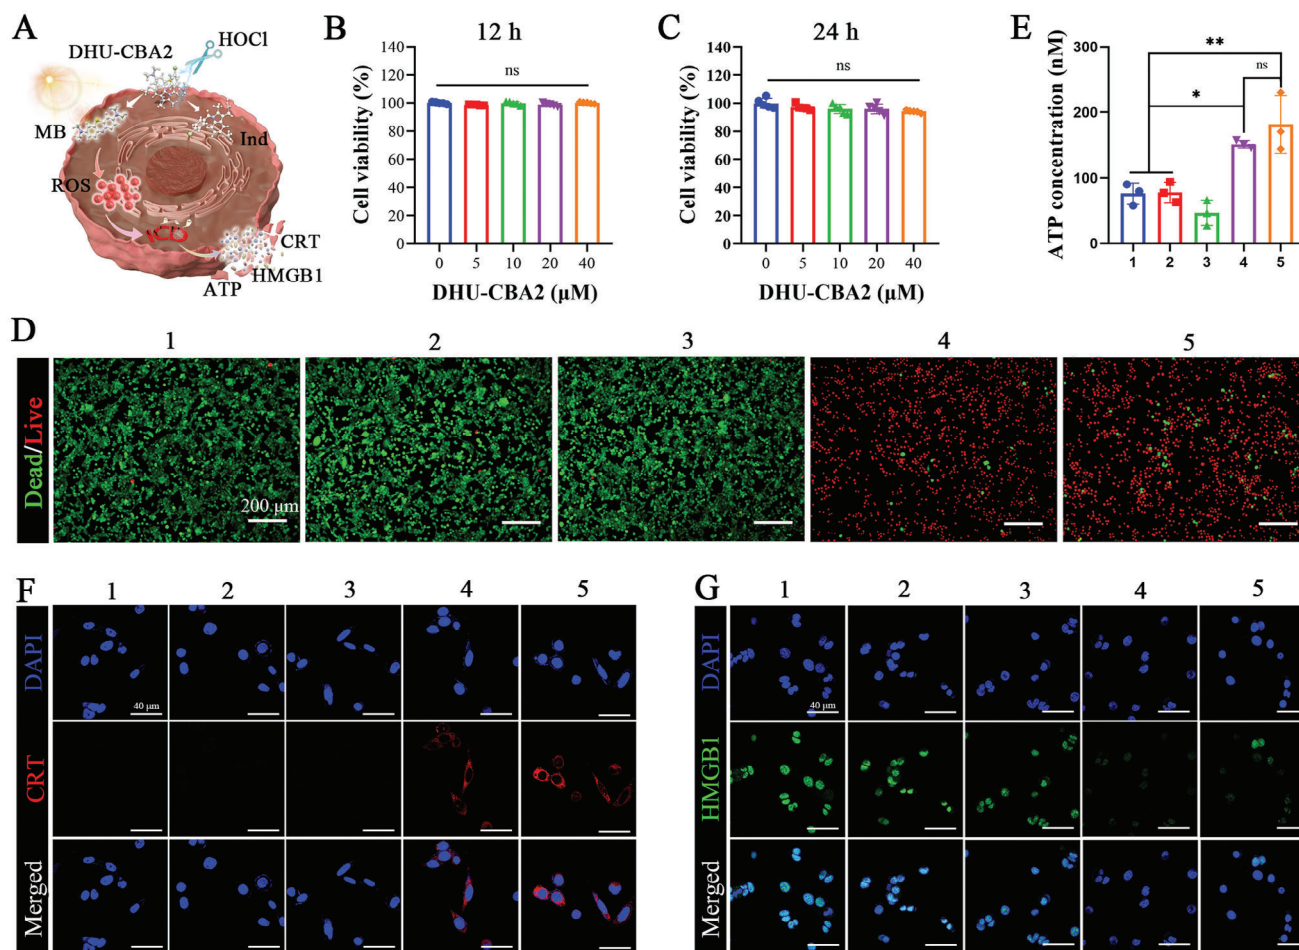 A
DHU-CBA2
HOCl
MB
Ind
ROS
CRT
HMGB1
ATP
B
12 h
ns
Cell viability (%)
140
120
100
80
60
40
20
0
0 5 10 20 40
DHU-CBA2 (μM)
C
24 h
ns
Cell viability (%)
140
120
100
80
60
40
20
0
0 5 10 20 40
DHU-CBA2 (μM)
E
**
ns
*
ATP concentration (nM)
300
200
100
0
1 2 3 4 5
D
1 2 3 4 5
Dead/Live
200 μm
F
1 2 3 4 5
DAPI
40 μm
CRT
Merged
G
1 2 3 4 5
DAPI
40 μm
HMGB1
Merged